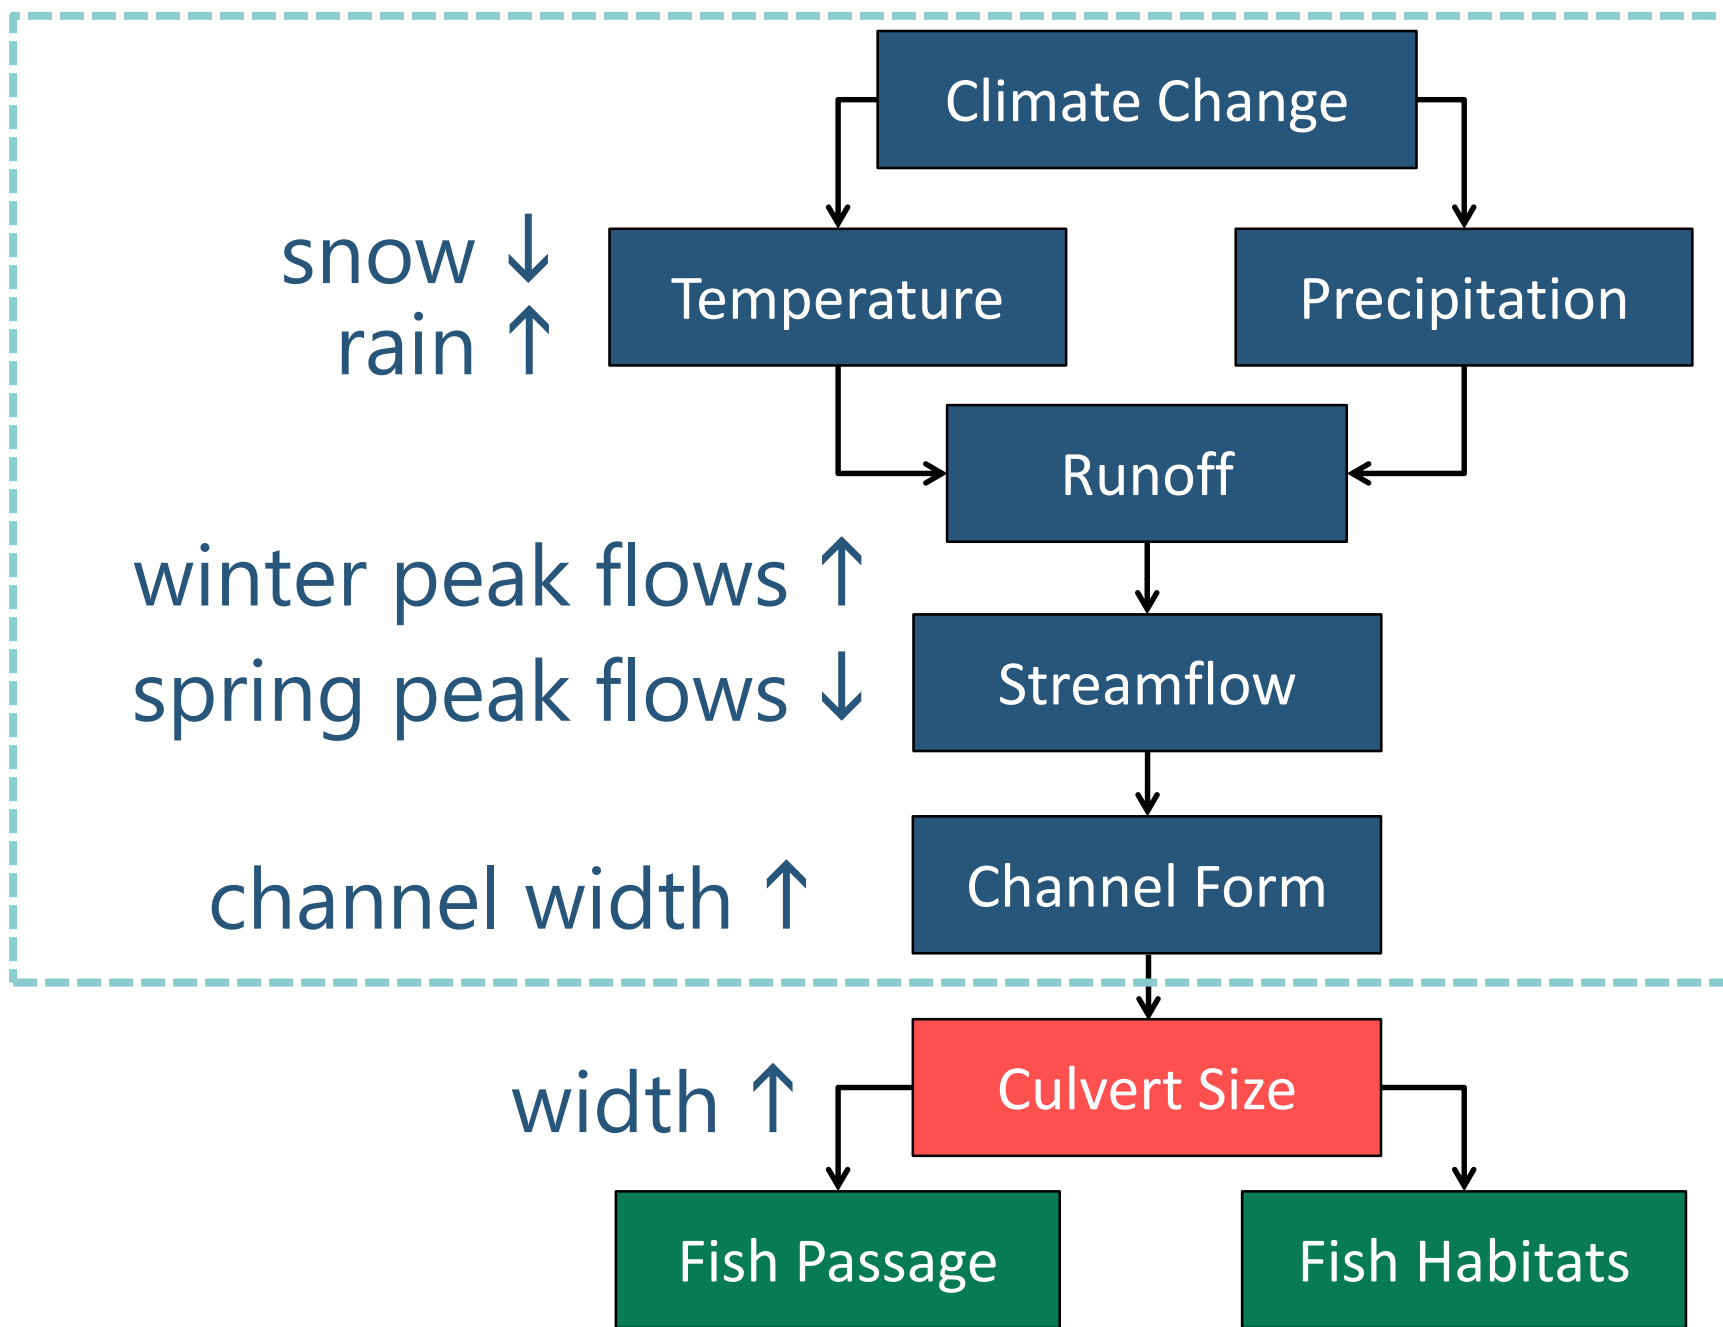 Climate Change
snow ↓
rain ↑
Temperature
Precipitation
Runoff
winter peak flows ↑
spring peak flows ↓
Streamflow
channel width ↑
Channel Form
width ↑
Culvert Size
Fish Passage
Fish Habitats